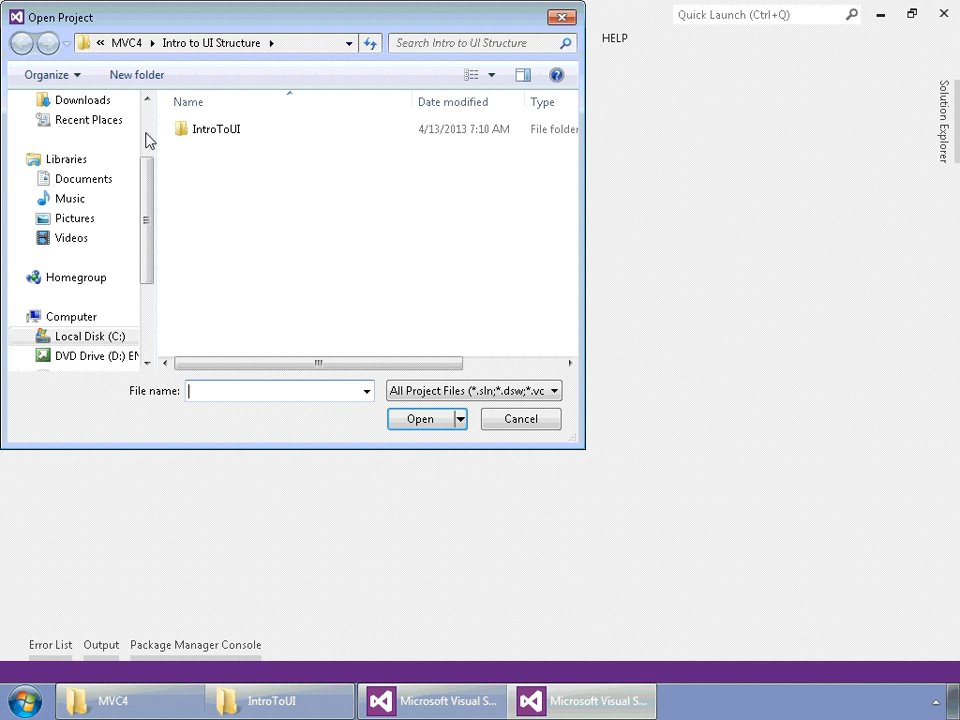 Open Project
Quick Launch (Ctrl+Q)
« MVC4 Intro to UI Structure
Search Intro to UI Structure
HELP
Organize
New folder
Downloads
Recent Places
Libraries
Documents
Music
Pictures
Videos
Homegroup
Computer
Local Disk (C:)
DVD Drive (D:) EN
Name
Date modified
Type
IntroToUI
4/13/2013 7:10 AM
File folder
File name:
All Project Files (*.sln;*.dsw;*.vc
Open
Cancel
Solution Explorer
Error List
Output
Package Manager Console
MVC4
IntroToUI
Microsoft Visual S...
Microsoft Visual S...